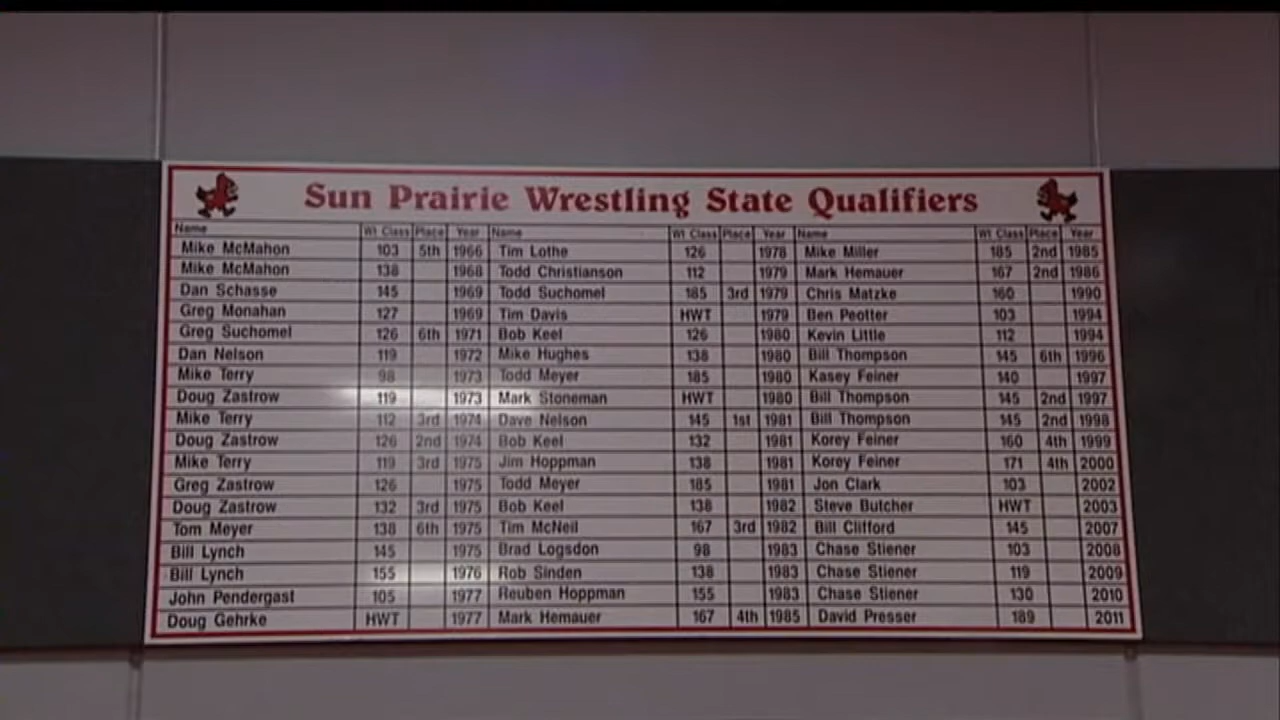 Sun Prairie Wrestling State Qualifiers
Name Wt Class Place Year Name Wt Class Place Year Name Wt Class Place Year
Mike McMahon 103 5th 1966 Tim Lothe 126 1978 Mike Miller 185 2nd 1985
Mike McMahon 138 1968 Todd Christianson 112 1979 Mark Hemauer 167 2nd 1986
Dan Schasse 145 1969 Todd Suchomel 185 3rd 1979 Chris Matzke 160 1990
Greg Monahan 127 1969 Tim Davis HWT 1979 Ben Peotter 103 1994
Greg Suchomel 126 6th 1971 Bob Keel 126 1980 Kevin Little 112 1994
Dan Nelson 119 1972 Mike Hughes 138 1980 Bill Thompson 145 6th 1996
Mike Terry 98 1973 Todd Meyer 185 1980 Kasey Feiner 140 1997
Doug Zastrow 119 1973 Mark Stoneman HWT 1980 Bill Thompson 145 2nd 1997
Mike Terry 112 3rd 1974 Dave Nelson 145 1st 1981 Bill Thompson 145 2nd 1998
Doug Zastrow 126 2nd 1974 Bob Keel 132 1981 Korey Feiner 160 4th 1999
Mike Terry 119 3rd 1975 Jim Hoppman 138 1981 Korey Feiner 171 4th 2000
Greg Zastrow 126 1975 Todd Meyer 185 1981 Jon Clark 103 2002
Doug Zastrow 132 3rd 1975 Bob Keel 138 1982 Steve Butcher HWT 2003
Tom Meyer 138 6th 1975 Tim McNeil 167 3rd 1982 Bill Clifford 145 2007
Bill Lynch 145 1975 Brad Logsdon 98 1983 Chase Stiener 103 2008
Bill Lynch 155 1976 Rob Sinden 138 1983 Chase Stiener 119 2009
John Pendergast 105 1977 Reuben Hoppman 155 1983 Chase Stiener 130 2010
Doug Gehrke HWT 1977 Mark Hemauer 167 4th 1985 David Presser 189 2011